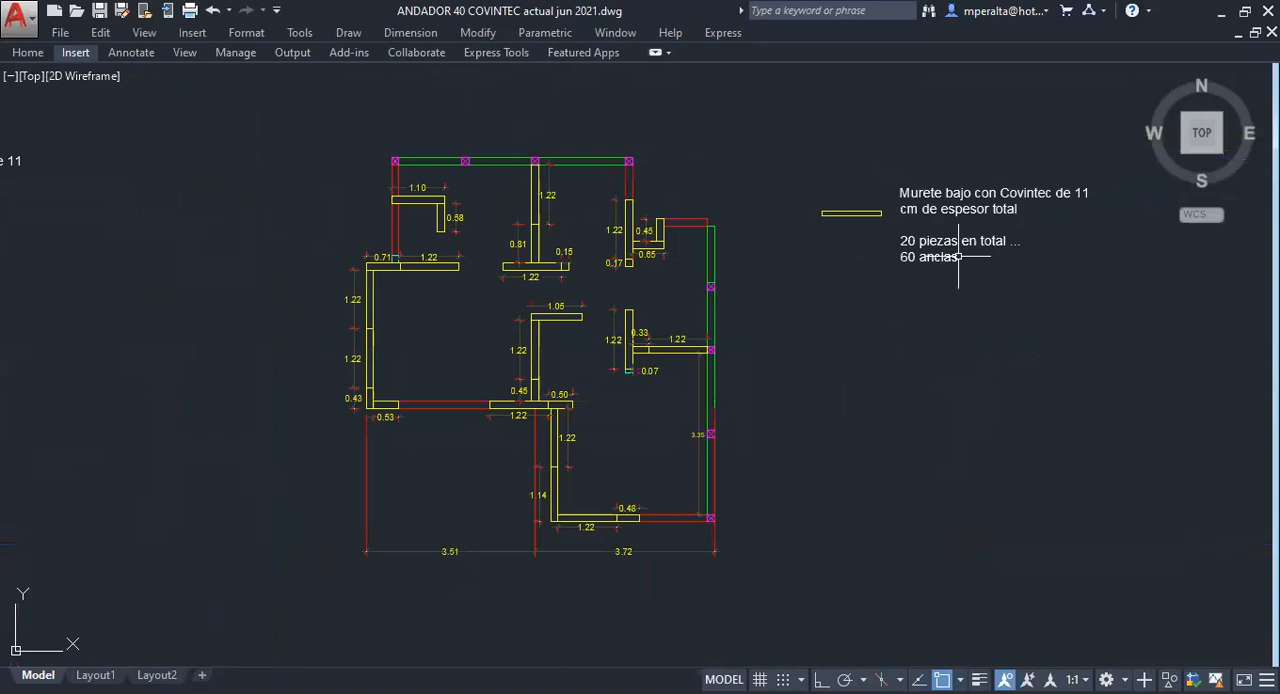 ANDADOR 40 COVINTEC actual jun 2021.dwg
Type a keyword or phrase
mperalta@hot...
File Edit View Insert Format Tools Draw Dimension Modify Parametric Window Help Express
Home Insert Annotate View Manage Output Add-ins Collaborate Express Tools Featured Apps
[−][Top][2D Wireframe]
N
W TOP E
S
WCS
e 11
Murete bajo con Covintec de 11
cm de espesor total
20 piezas en total ...
60 anclas
1.10
1.22
0.58
1.22
0.45
0.81
0.15
0.17
0.65
0.71
1.22
1.22
1.22
1.05
1.22
0.33
1.22
1.22
1.22
0.07
0.43
0.45
0.50
0.53
1.22
1.22
3.35
1.14
0.48
1.22
3.51
3.72
Y
X
Model Layout1 Layout2 +
MODEL
1:1